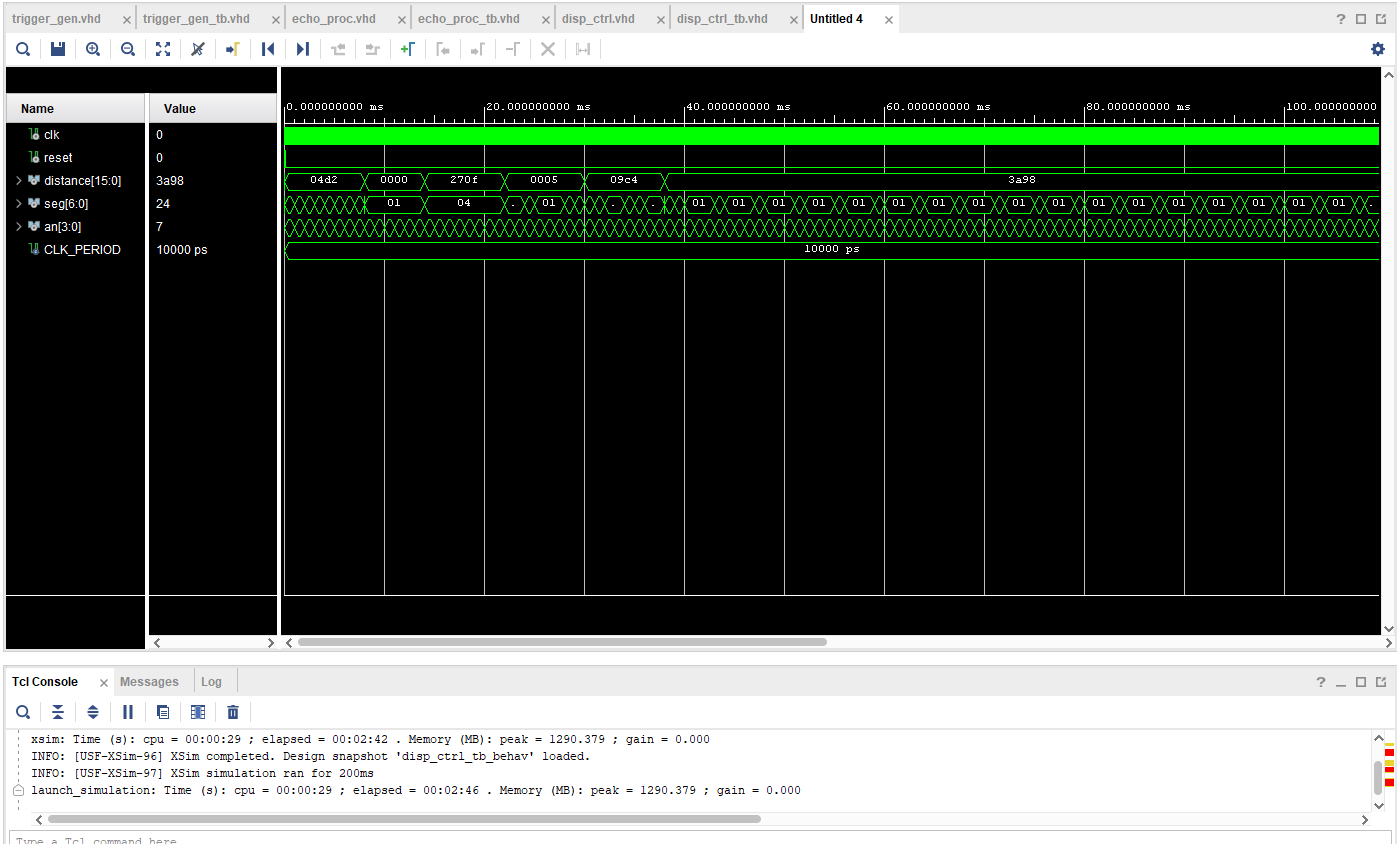 trigger_gen.vhd × trigger_gen_tb.vhd × echo_proc.vhd × echo_proc_tb.vhd × disp_ctrl.vhd × disp_ctrl_tb.vhd × Untitled 4 × ?
Name Value
0.000000000 ms 20.000000000 ms 40.000000000 ms 60.000000000 ms 80.000000000 ms 100.000000000
clk 0
reset 0
distance[15:0] 3a98 04d2 0000 270f 0005 09c4 3a98
seg[6:0] 24 01 04 . 01 . . 01 01 01 01 01 01 01 01 01 01 01 01 01 01 01 01 01 .
an[3:0] 7
CLK_PERIOD 10000 ps 10000 ps
Tcl Console × Messages Log ?
xsim: Time (s): cpu = 00:00:29 ; elapsed = 00:02:42 . Memory (MB): peak = 1290.379 ; gain = 0.000
INFO: [USF-XSim-96] XSim completed. Design snapshot 'disp_ctrl_tb_behav' loaded.
INFO: [USF-XSim-97] XSim simulation ran for 200ms
launch_simulation: Time (s): cpu = 00:00:29 ; elapsed = 00:02:46 . Memory (MB): peak = 1290.379 ; gain = 0.000
Type a Tcl command here